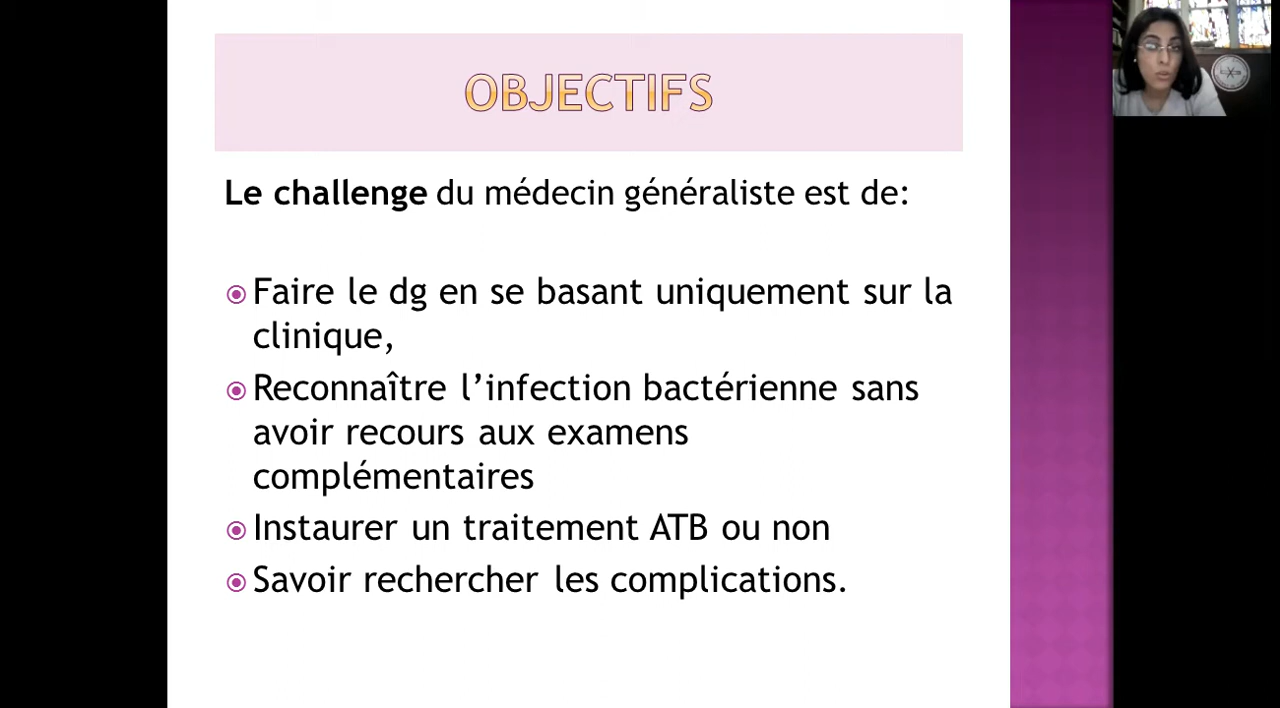 OBJECTIFS
Le challenge du médecin généraliste est de:
Faire le dg en se basant uniquement sur la
clinique,
Reconnaître l’infection bactérienne sans
avoir recours aux examens
complémentaires
Instaurer un traitement ATB ou non
Savoir rechercher les complications.